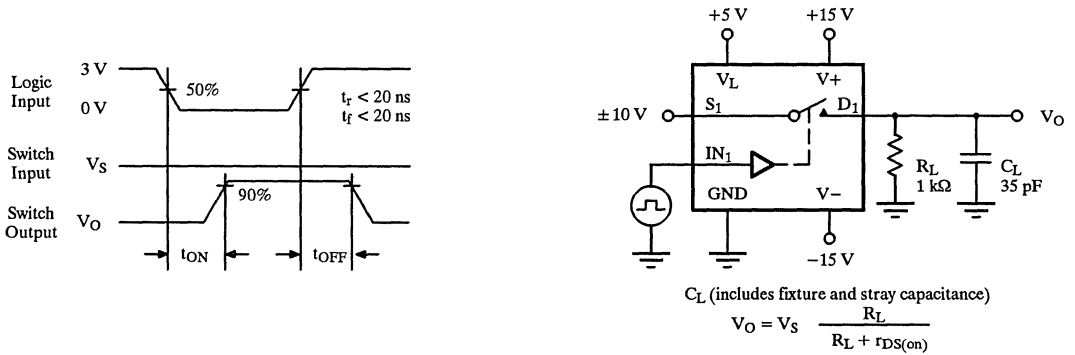 Logic
Input
3 V
0 V
50%
tr < 20 ns
tf < 20 ns
Switch
Input
VS
90%
Switch
Output
VO
tON
tOFF
+5 V
+15 V
VL
V+
±10 V
S1
D1
VO
IN1
RL
1 kΩ
CL
35 pF
GND
V−
−15 V
CL (includes fixture and stray capacitance)
VO = VS RL
RL + rDS(on)